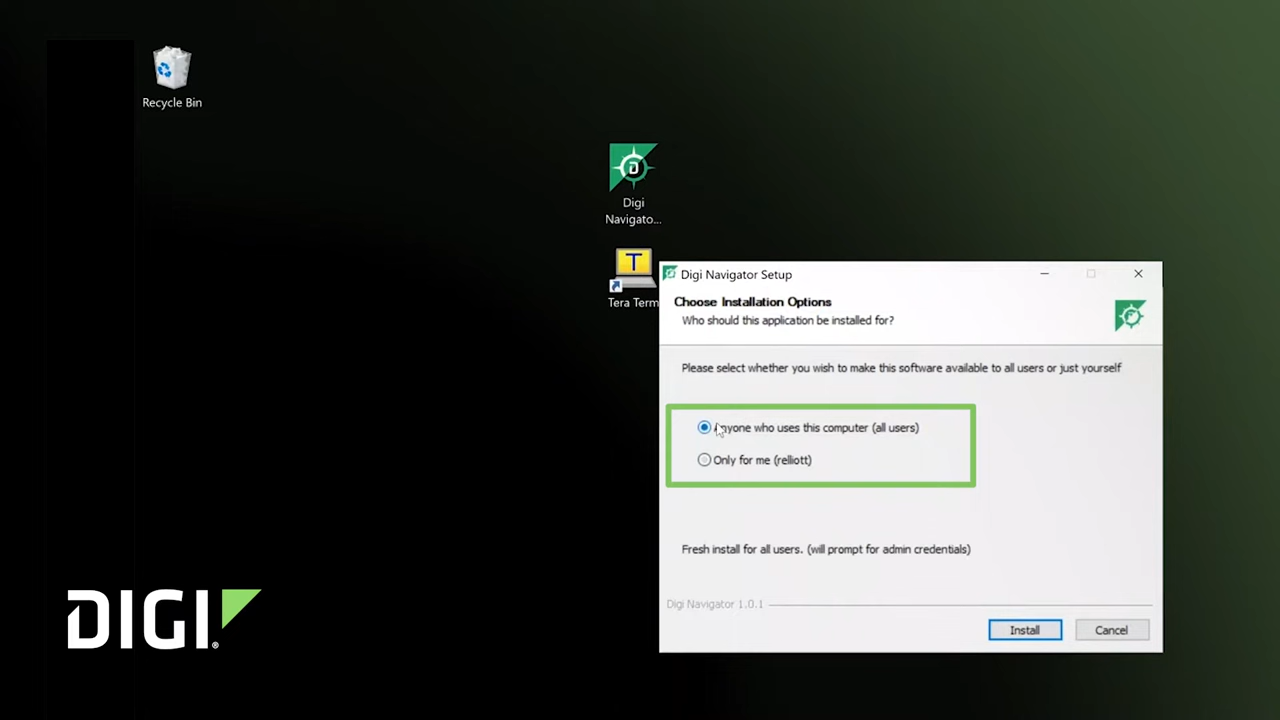 Recycle Bin
Digi
Navigato...
T
Tera Term
Digi Navigator Setup
Choose Installation Options
Who should this application be installed for?
Please select whether you wish to make this software available to all users or just yourself
Anyone who uses this computer (all users)
Only for me (relliott)
Fresh install for all users. (will prompt for admin credentials)
Digi Navigator 1.0.1
Install
Cancel
DIGI®